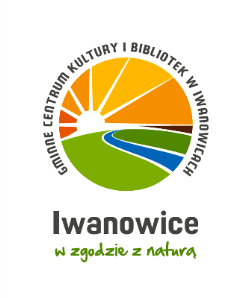 GMINNE CENTRUM KULTURY I BIBLIOTEK W IWANOWICACH
Iwanowice
w zgodzie z naturą